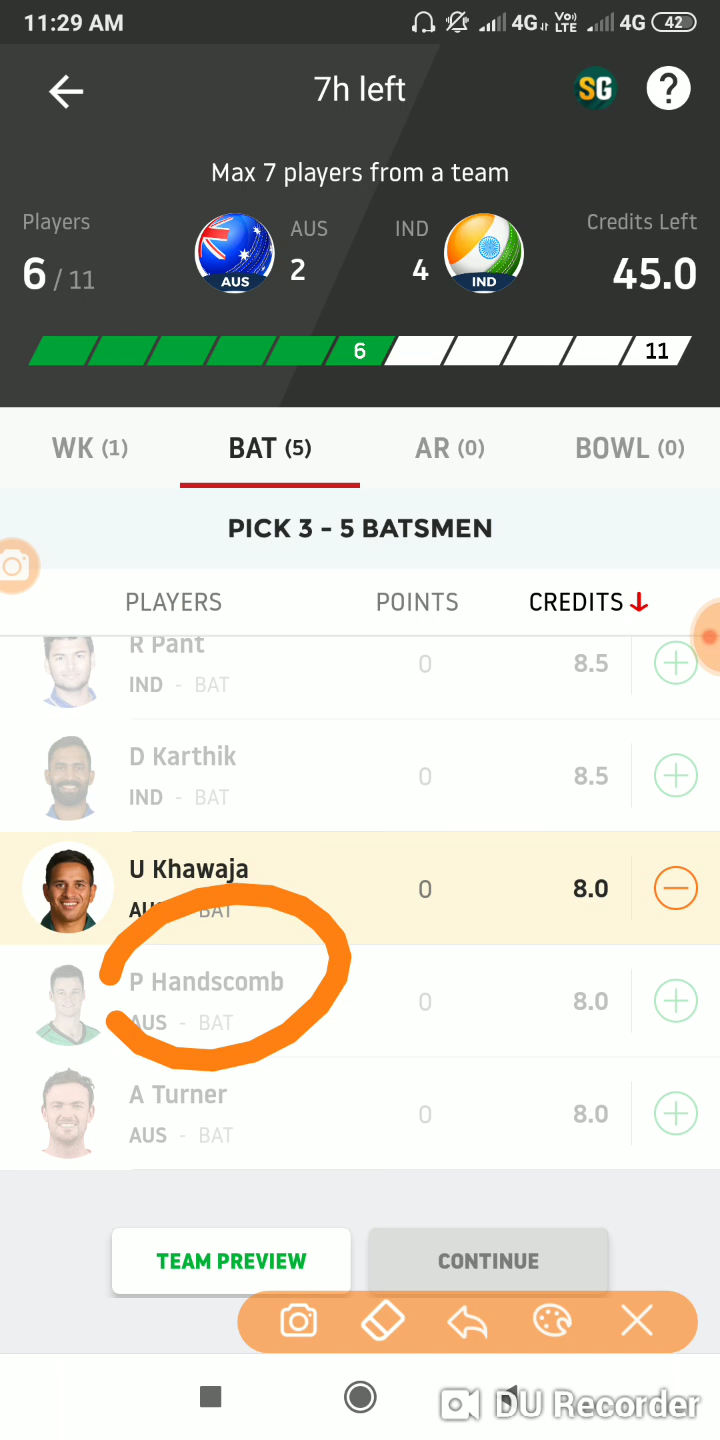 11:29 AM
4G
VoD LTE
4G
42
7h left
SG
?
Max 7 players from a team
Players
AUS
IND
Credits Left
6 / 11
AUS
2
4
IND
45.0
6
11
WK (1)
BAT (5)
AR (0)
BOWL (0)
PICK 3 - 5 BATSMEN
PLAYERS
POINTS
CREDITS
R Pant
0
8.5
IND - BAT
D Karthik
0
8.5
IND - BAT
U Khawaja
0
8.0
AUS - BAT
P Handscomb
0
8.0
AUS - BAT
A Turner
0
8.0
AUS - BAT
TEAM PREVIEW
CONTINUE
DU Recorder